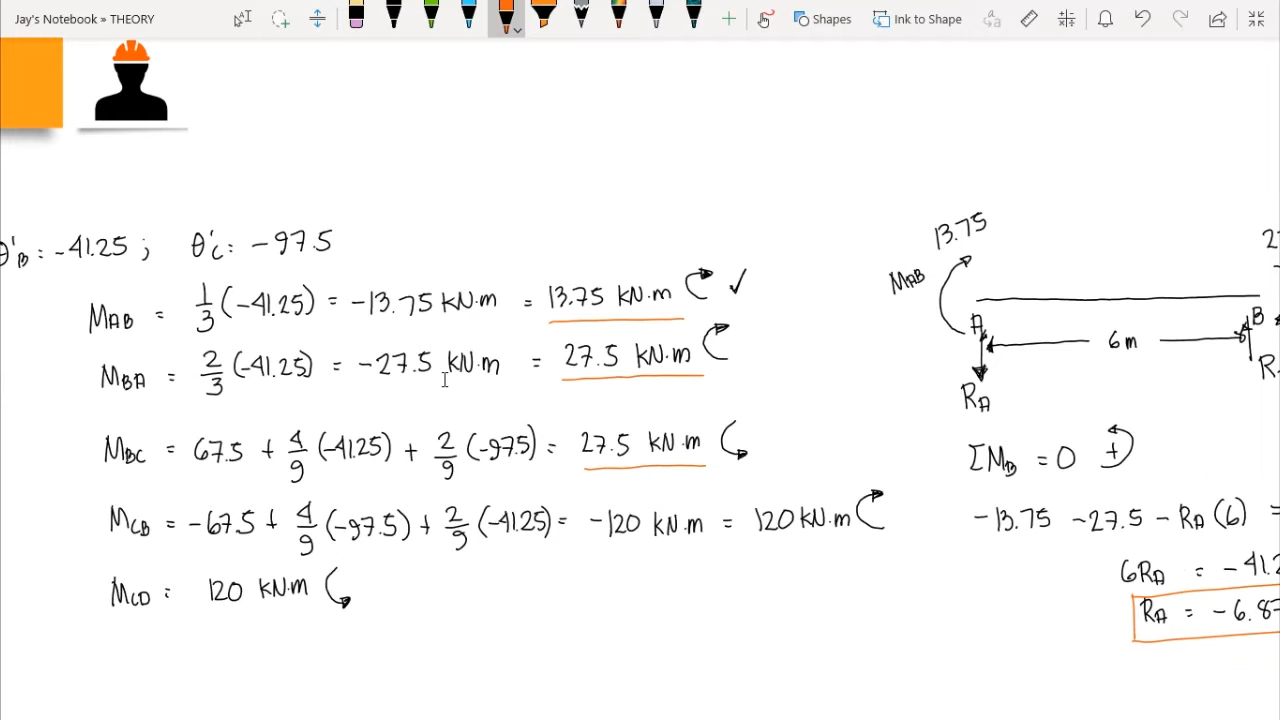 Jay's Notebook » THEORY
Shapes
Ink to Shape
θ'B = -41.25 ; θ'C = -97.5
MAB = 1/3 (-41.25) = -13.75 KN·m = 13.75 KN·m ✓
MBA = 2/3 (-41.25) = -27.5 KN·m = 27.5 KN·m
MBC = 67.5 + 4/9 (-41.25) + 2/9 (-97.5) = 27.5 KN·m
MCB = -67.5 + 4/9 (-97.5) + 2/9 (-41.25) = -120 KN·m = 120 KN·m
MCD = 120 KN·m
13.75
MAB
A
B
6m
RA
ΣMB = 0 +
-13.75 -27.5 - RA (6) =
6RA = -41.2
RA = -6.87